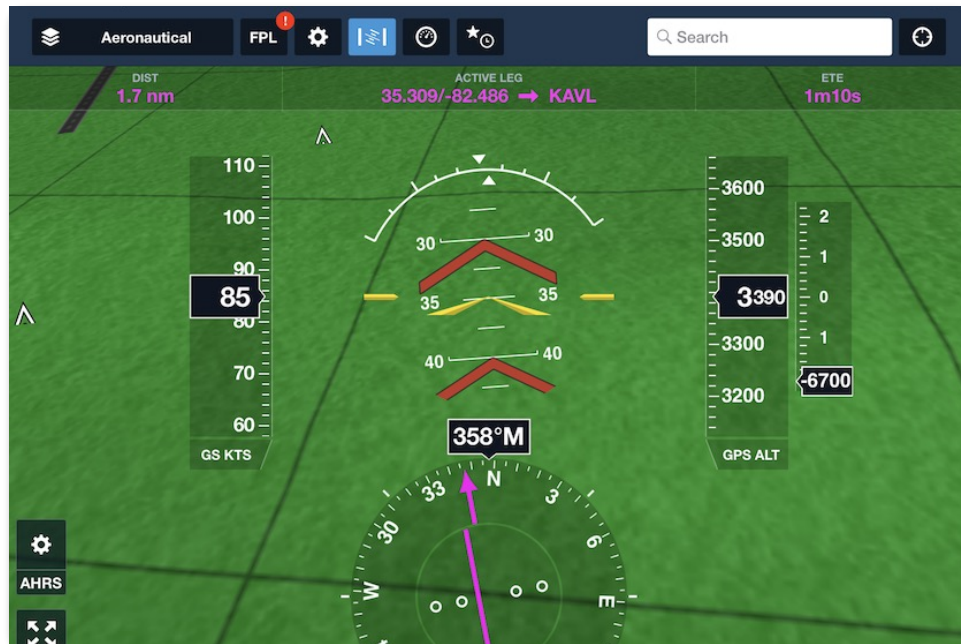 Aeronautical
FPL
!
Search
DIST
1.7 nm
ACTIVE LEG
35.309/-82.486 → KAVL
ETE
1m10s
110
100
90
85
80
70
60
GS KTS
30 30
35 35
40 40
3600
3500
3390
3300
3200
GPS ALT
2
1
0
1
-6700
358°M
33 N 3
30 6
W E
AHRS